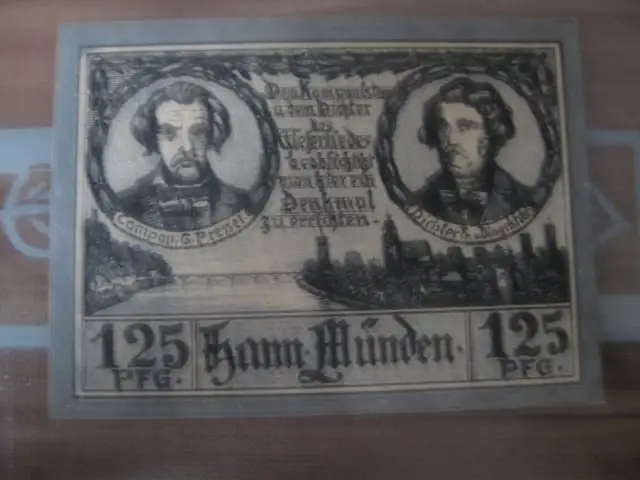 Dem Komponisten
u. dem Dichter
des
Weserliedes
beabsichtigt
man hier ein
Denkmal
zu errichten.
Compon. G. Pressel.
Dichter F. v. Dingelstedt
125
PFG.
Hann. Münden.
125
PFG.